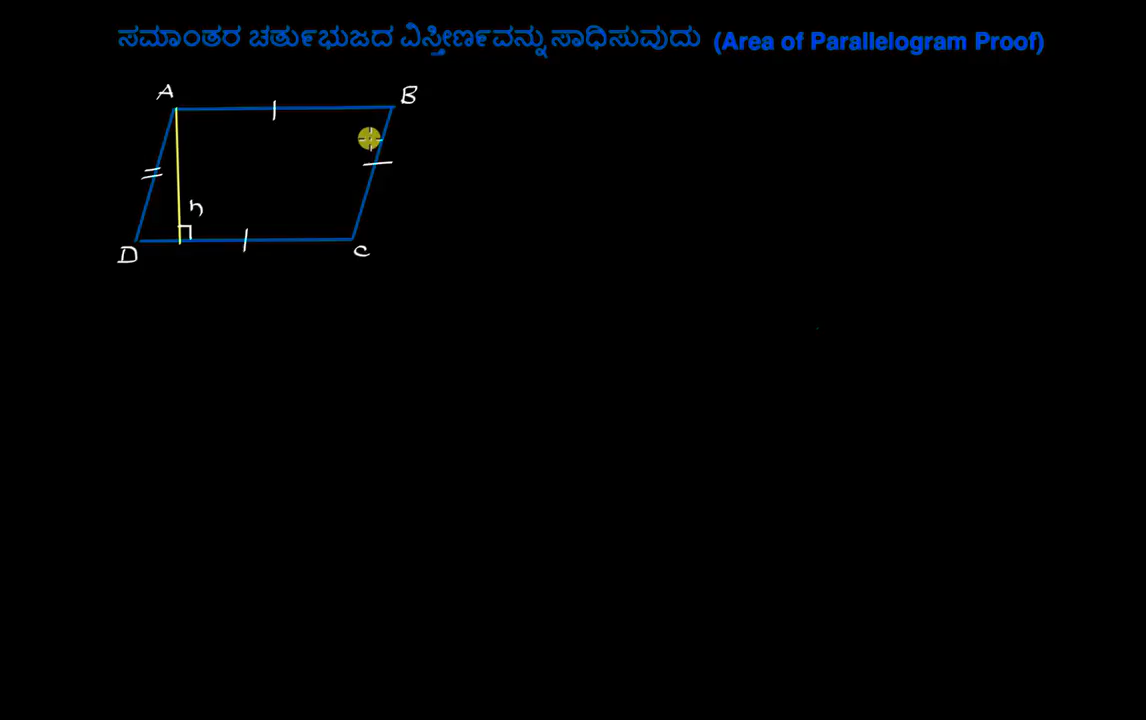 ಸಮಾಂತರ ಚತುರ್ಭುಜದ ವಿಸ್ತೀರ್ಣವನ್ನು ಸಾಧಿಸುವುದು (Area of Parallelogram Proof)
A
B
h
D
C